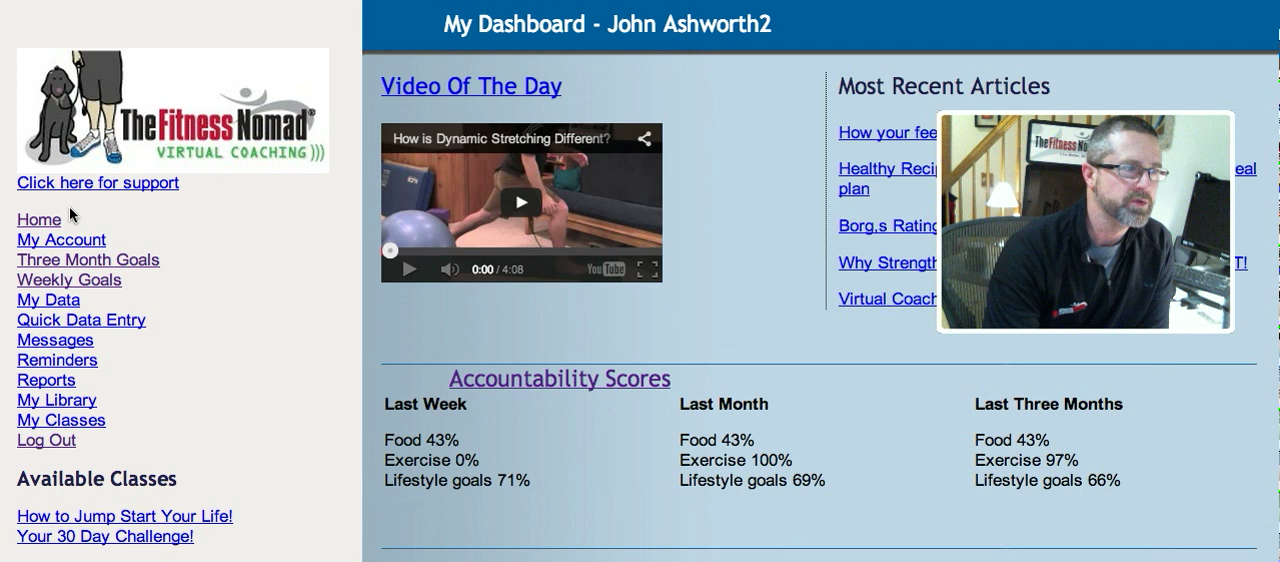 My Dashboard - John Ashworth2
TheFitness Nomad®
VIRTUAL COACHING )))
Click here for support
Home
My Account
Three Month Goals
Weekly Goals
My Data
Quick Data Entry
Messages
Reminders
Reports
My Library
My Classes
Log Out
Available Classes
How to Jump Start Your Life!
Your 30 Day Challenge!
Video Of The Day
How is Dynamic Stretching Different?
0:00 / 4:08
YouTube
Most Recent Articles
How your fee
Healthy Reci eal
plan
Borg,s Rating
Why Strength T!
Virtual Coach
TheFitness No
Accountability Scores
Last Week
Food 43%
Exercise 0%
Lifestyle goals 71%
Last Month
Food 43%
Exercise 100%
Lifestyle goals 69%
Last Three Months
Food 43%
Exercise 97%
Lifestyle goals 66%